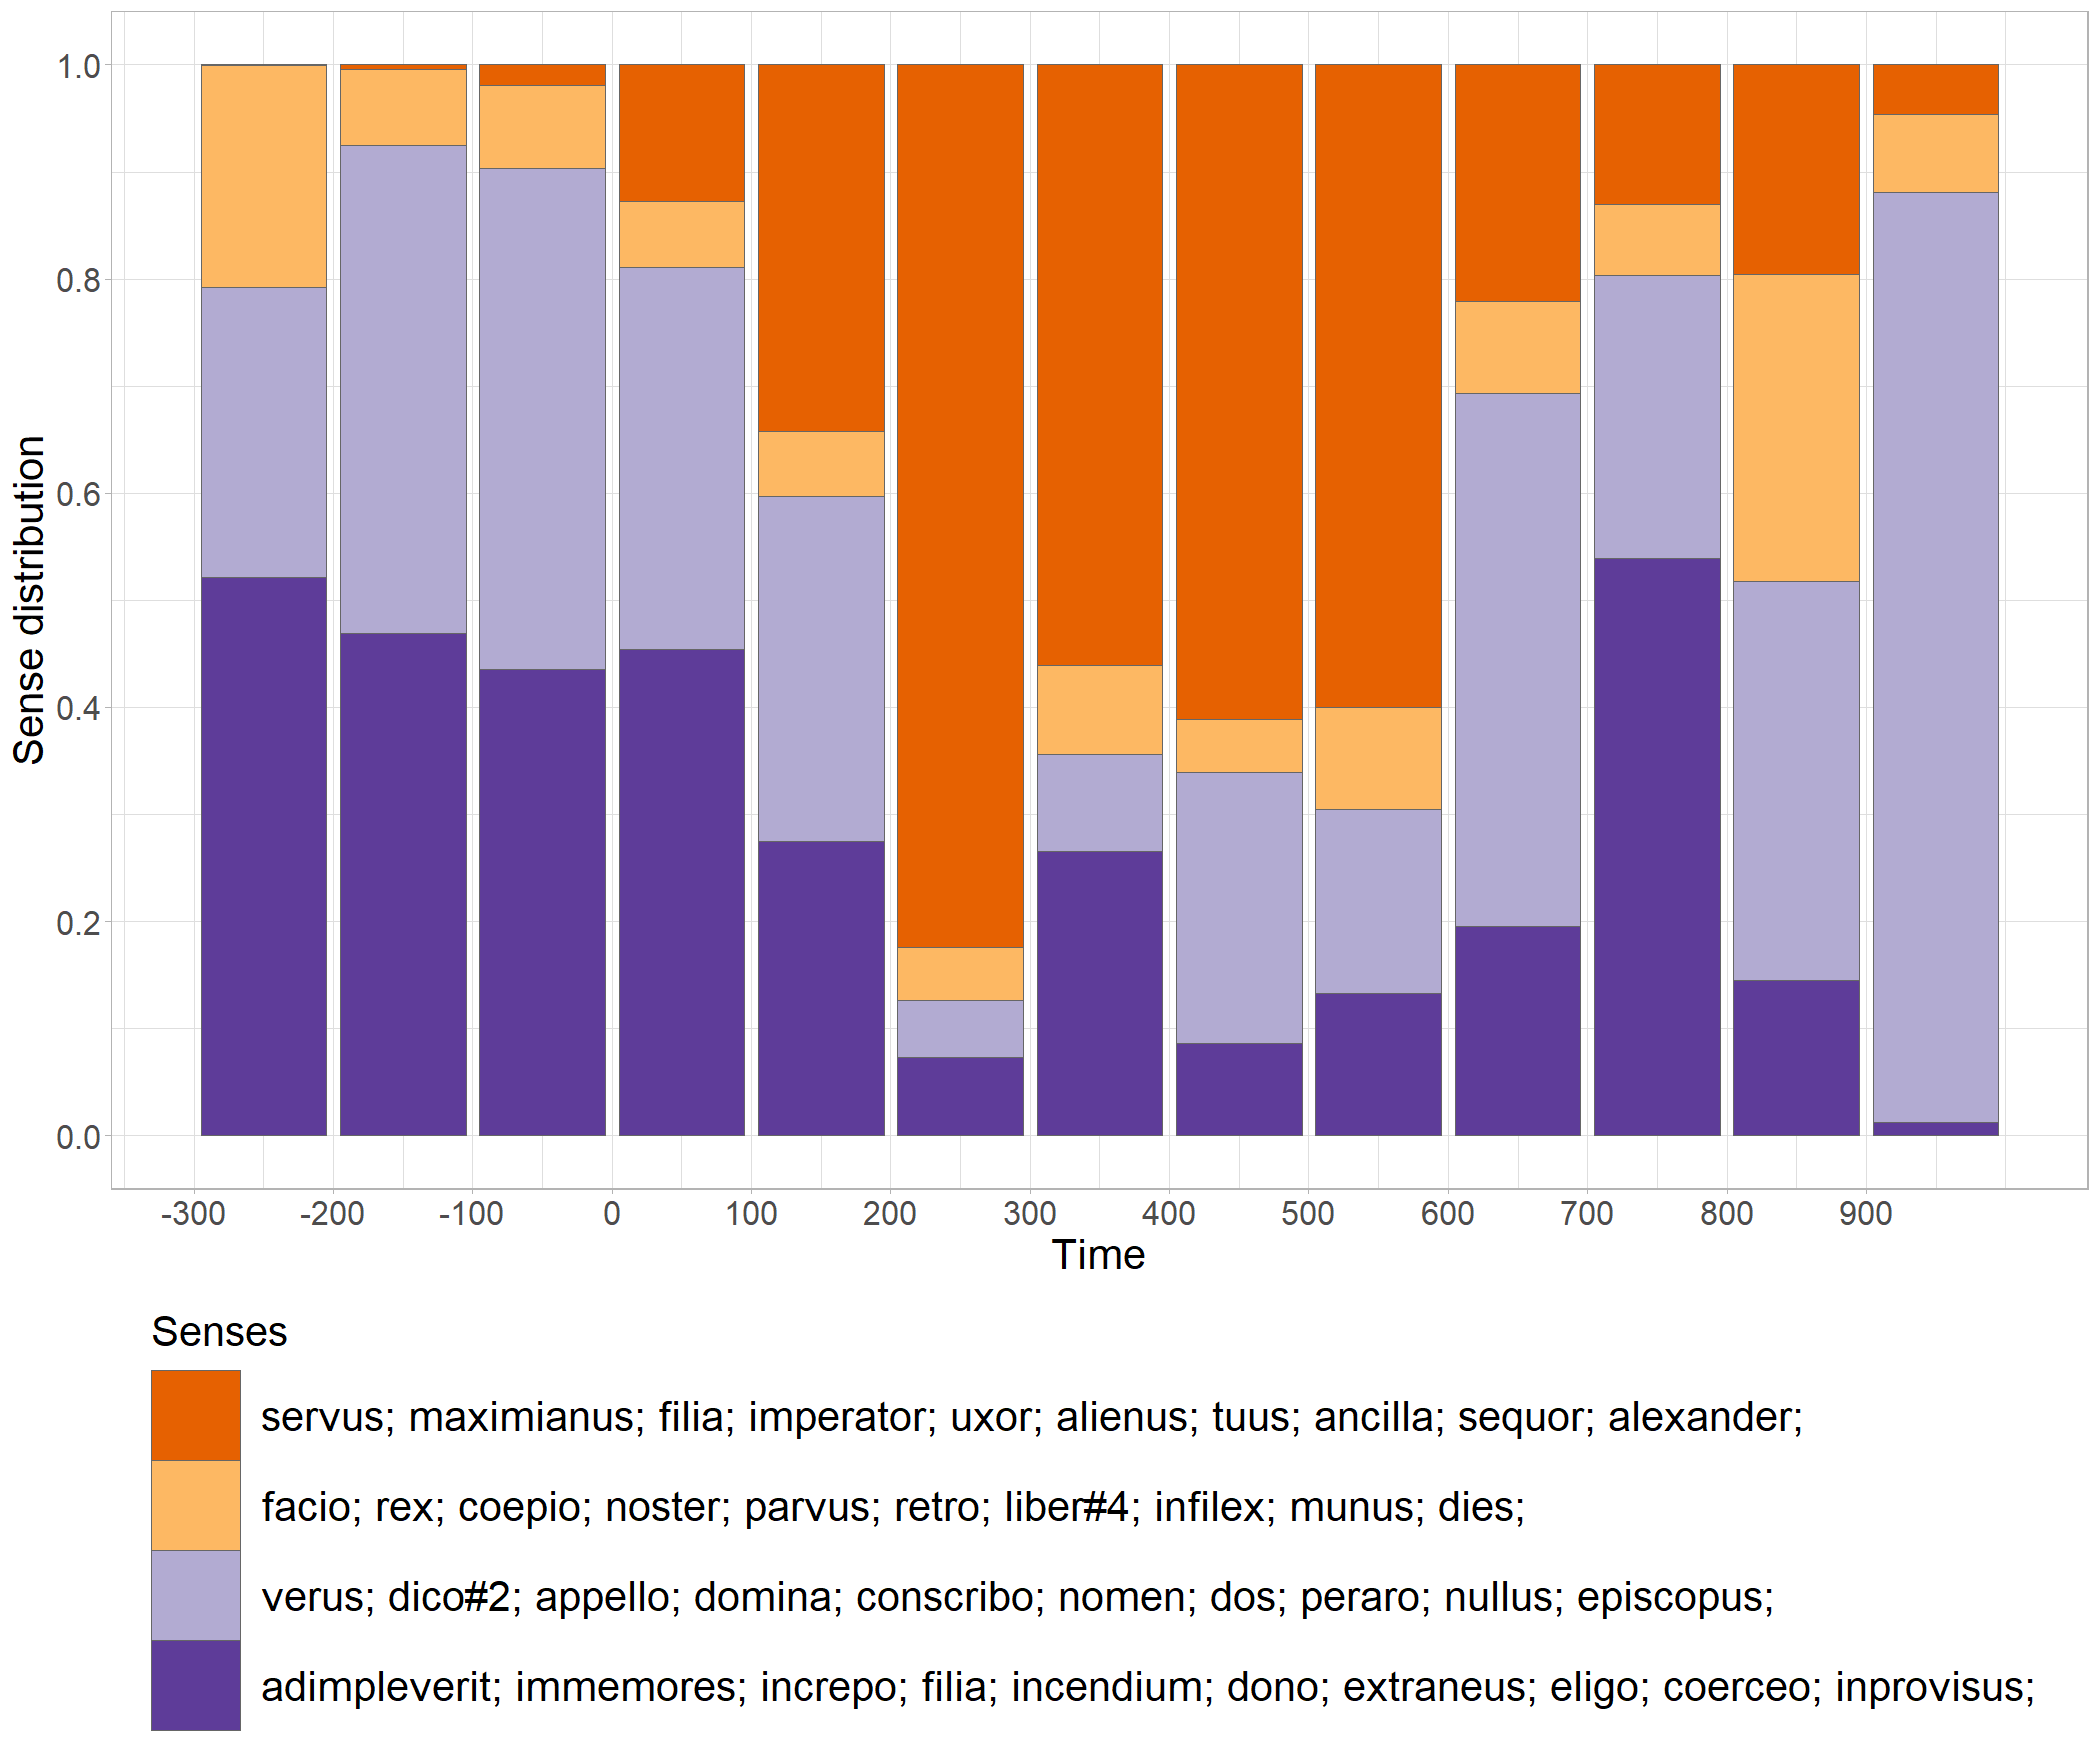 1.0
0.8
0.6
0.4
0.2
0.0
Sense distribution
-300 -200 -100 0 100 200 300 400 500 600 700 800 900
Time
Senses
servus; maximianus; filia; imperator; uxor; alienus; tuus; ancilla; sequor; alexander;
facio; rex; coepio; noster; parvus; retro; liber#4; infilex; munus; dies;
verus; dico#2; appello; domina; conscribo; nomen; dos; peraro; nullus; episcopus;
adimpleverit; immemores; increpo; filia; incendium; dono; extraneus; eligo; coerceo; inprovisus;